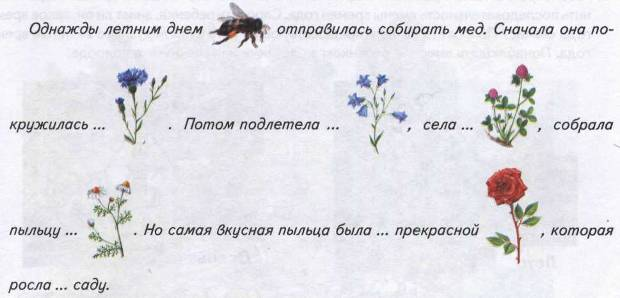 Однажды летним днем отправилась собирать мед. Сначала она по-
кружилась ... . Потом подлетела ... , села ... , собрала
пыльцу ... . Но самая вкусная пыльца была ... прекрасной , которая
росла ... саду.